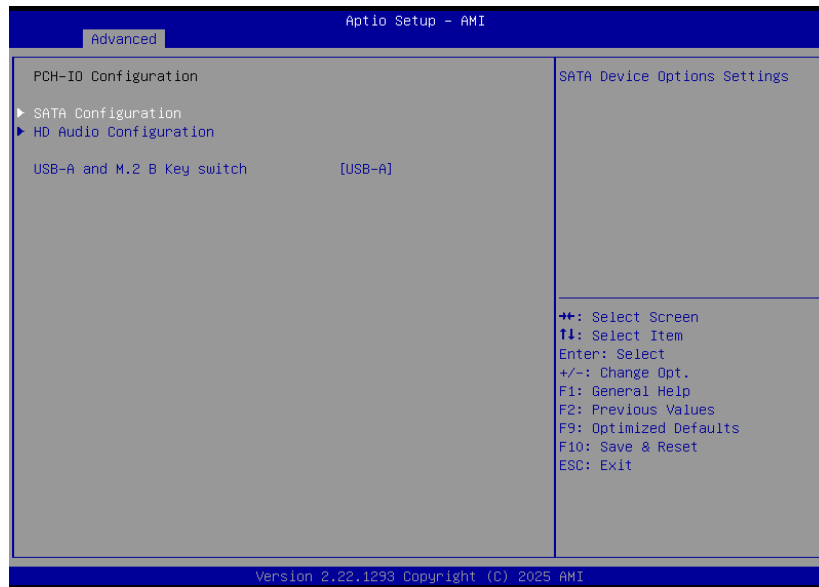 Aptio Setup - AMI
Advanced
PCH-IO Configuration
SATA Configuration
HD Audio Configuration
USB-A and M.2 B Key switch [USB-A]
SATA Device Options Settings
→←: Select Screen
↑↓: Select Item
Enter: Select
+/-: Change Opt.
F1: General Help
F2: Previous Values
F9: Optimized Defaults
F10: Save & Reset
ESC: Exit
Version 2.22.1293 Copyright (C) 2025 AMI